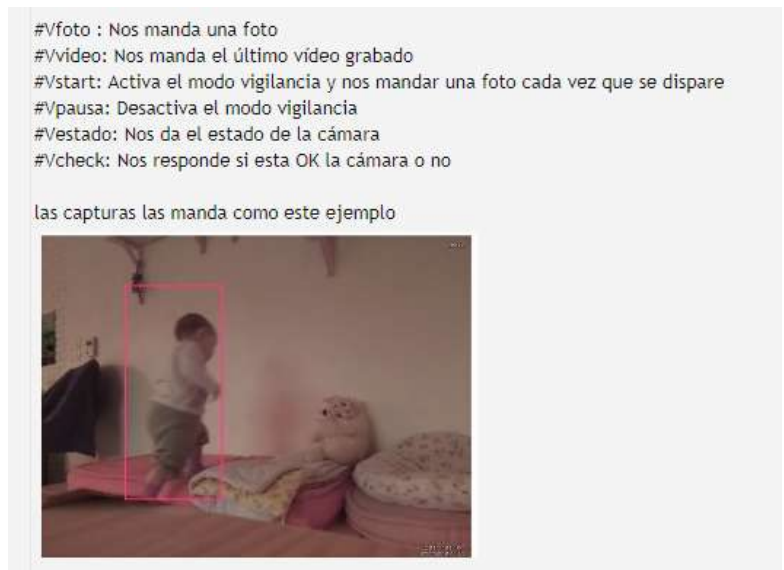 #Vfoto : Nos manda una foto
#Vvideo: Nos manda el último vídeo grabado
#Vstart: Activa el modo vigilancia y nos mandar una foto cada vez que se dispare
#Vpausa: Desactiva el modo vigilancia
#Vestado: Nos da el estado de la cámara
#Vcheck: Nos responde si esta OK la cámara o no
las capturas las manda como este ejemplo